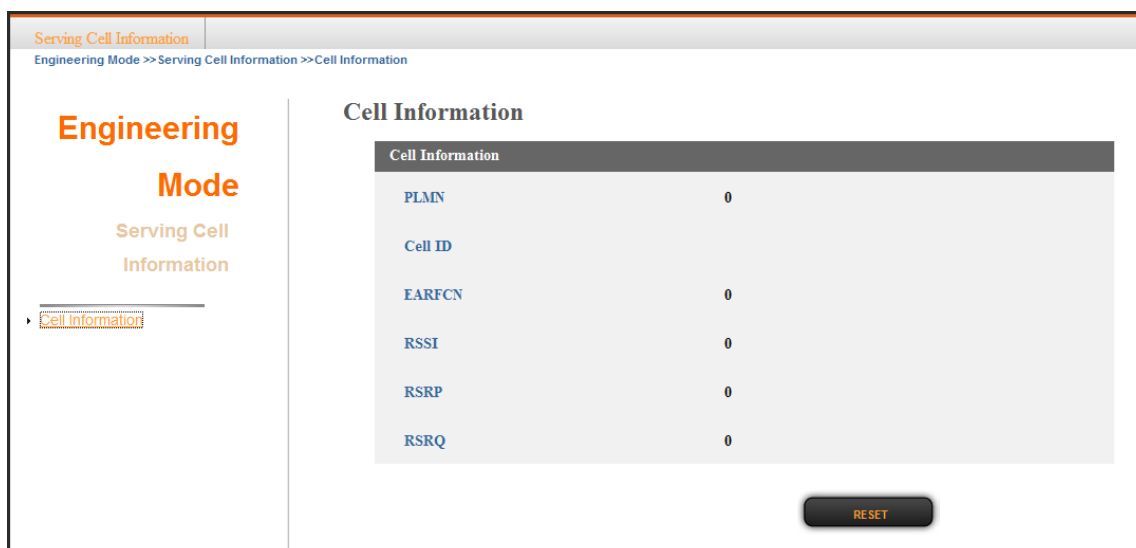 Serving Cell Information
Engineering Mode >> Serving Cell Information >>Cell Information
Engineering
Mode
Serving Cell
Information
Cell Information
Cell Information
Cell Information
PLMN 0
Cell ID
EARFCN 0
RSSI 0
RSRP 0
RSRQ 0
RESET